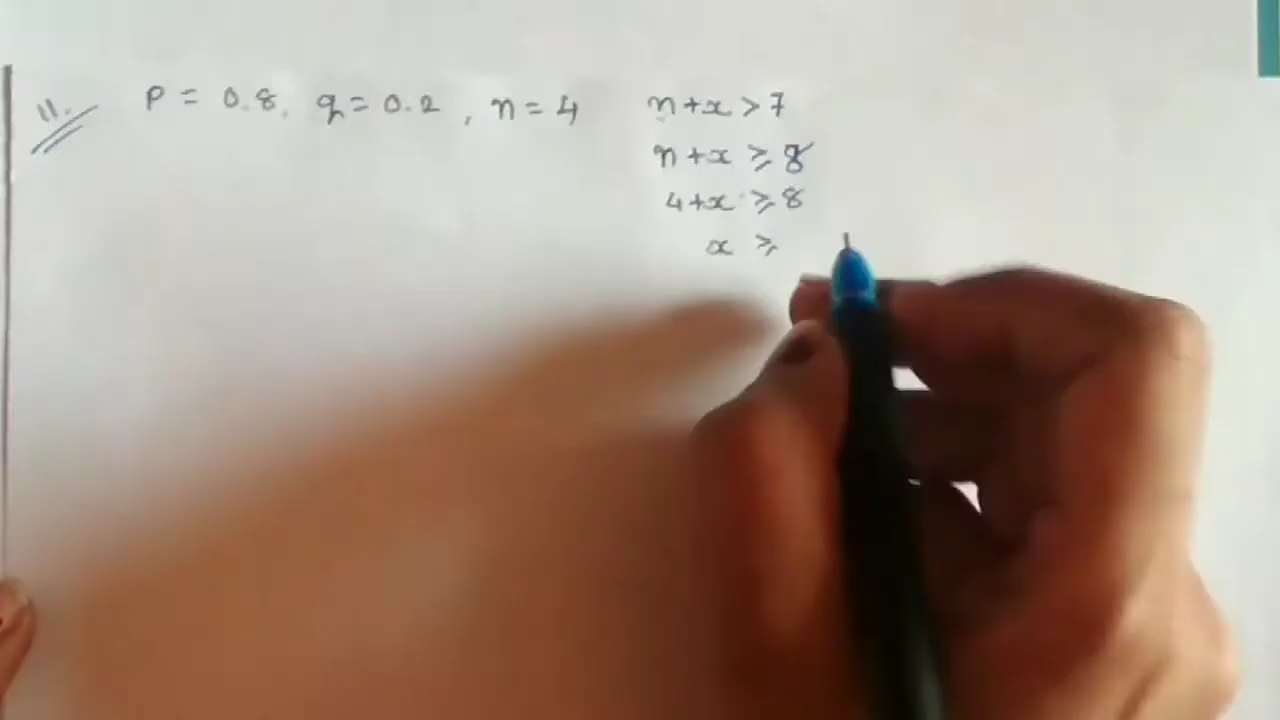 11. P = 0.8, q = 0.2, n = 4 n+x > 7
n+x ⩾ 8
4+x ⩾ 8
x ⩾